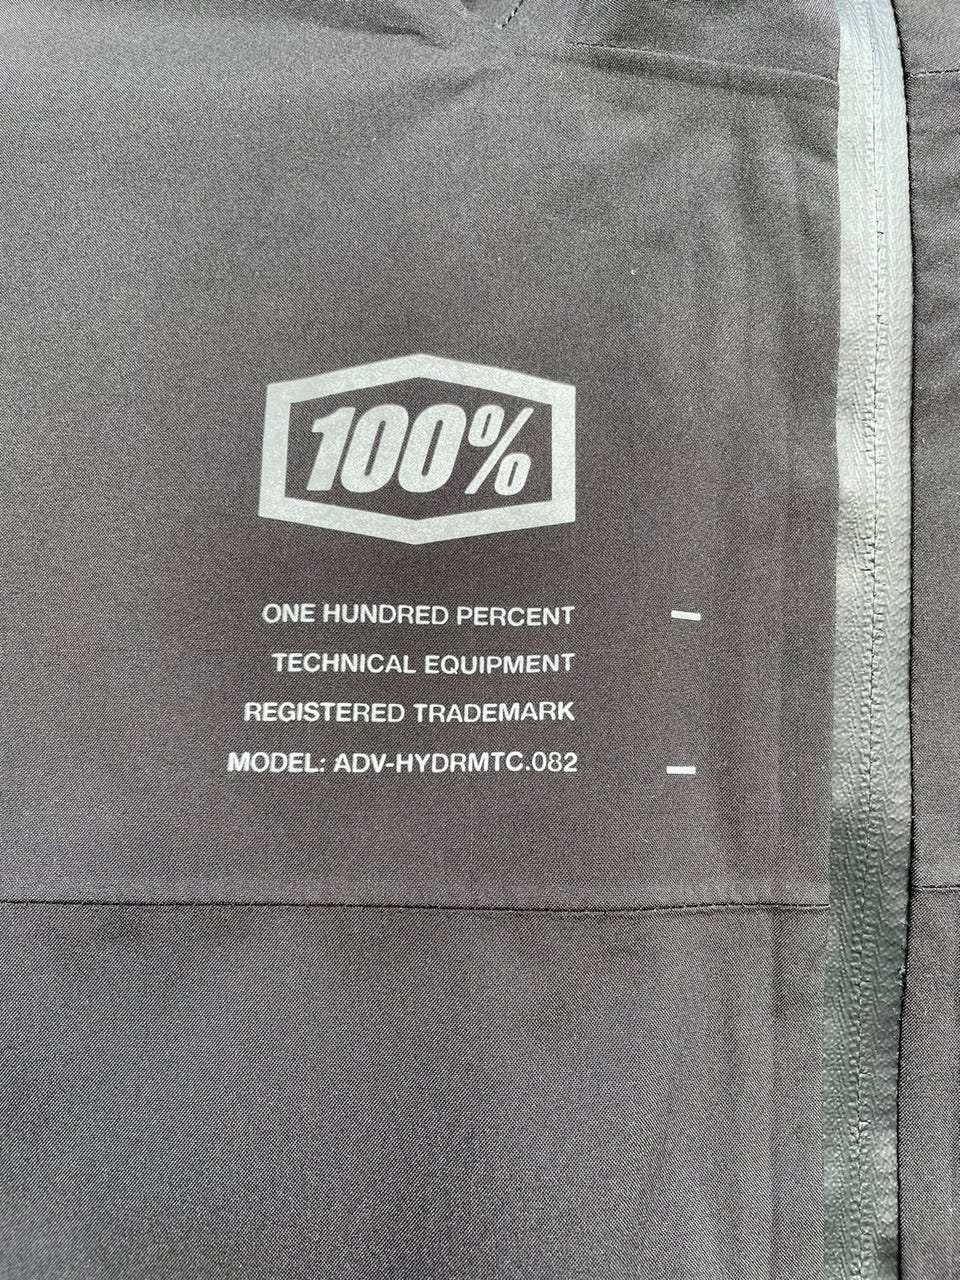 100%
ONE HUNDRED PERCENT
TECHNICAL EQUIPMENT
REGISTERED TRADEMARK
MODEL: ADV-HYDRMTC.082